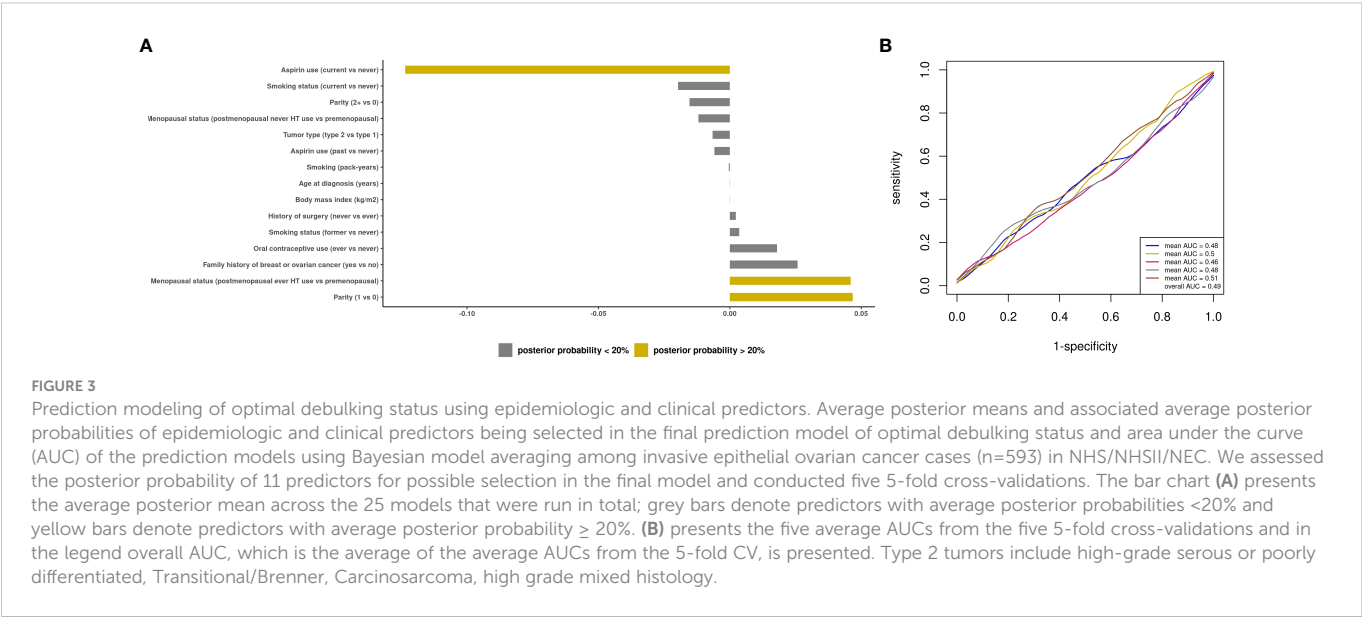 A
Aspirin use (current vs never)
Smoking status (current vs never)
Parity (2+ vs 0)
Menopausal status (postmenopausal never HT use vs premenopausal)
Tumor type (type 2 vs type 1)
Aspirin use (past vs never)
Smoking (pack-years)
Age at diagnosis (years)
Body mass index (kg/m2)
History of surgery (never vs ever)
Smoking status (former vs never)
Oral contraceptive use (ever vs never)
Family history of breast or ovarian cancer (yes vs no)
Menopausal status (postmenopausal ever HT use vs premenopausal)
Parity (1 vs 0)
-0.10 -0.05 0.00 0.05
posterior probability < 20% posterior probability > 20%
B
sensitivity
1.0
0.8
0.6
0.4
0.2
0.0
mean AUC = 0.48
mean AUC = 0.5
mean AUC = 0.46
mean AUC = 0.48
mean AUC = 0.51
overall AUC = 0.49
0.0 0.2 0.4 0.6 0.8 1.0
1-specificity
FIGURE 3
Prediction modeling of optimal debulking status using epidemiologic and clinical predictors. Average posterior means and associated average posterior
probabilities of epidemiologic and clinical predictors being selected in the final prediction model of optimal debulking status and area under the curve
(AUC) of the prediction models using Bayesian model averaging among invasive epithelial ovarian cancer cases (n=593) in NHS/NHSII/NEC. We assessed
the posterior probability of 11 predictors for possible selection in the final model and conducted five 5-fold cross-validations. The bar chart (A) presents
the average posterior mean across the 25 models that were run in total; grey bars denote predictors with average posterior probabilities <20% and
yellow bars denote predictors with average posterior probability ≥ 20%. (B) presents the five average AUCs from the five 5-fold cross-validations and in
the legend overall AUC, which is the average of the average AUCs from the 5-fold CV, is presented. Type 2 tumors include high-grade serous or poorly
differentiated, Transitional/Brenner, Carcinosarcoma, high grade mixed histology.